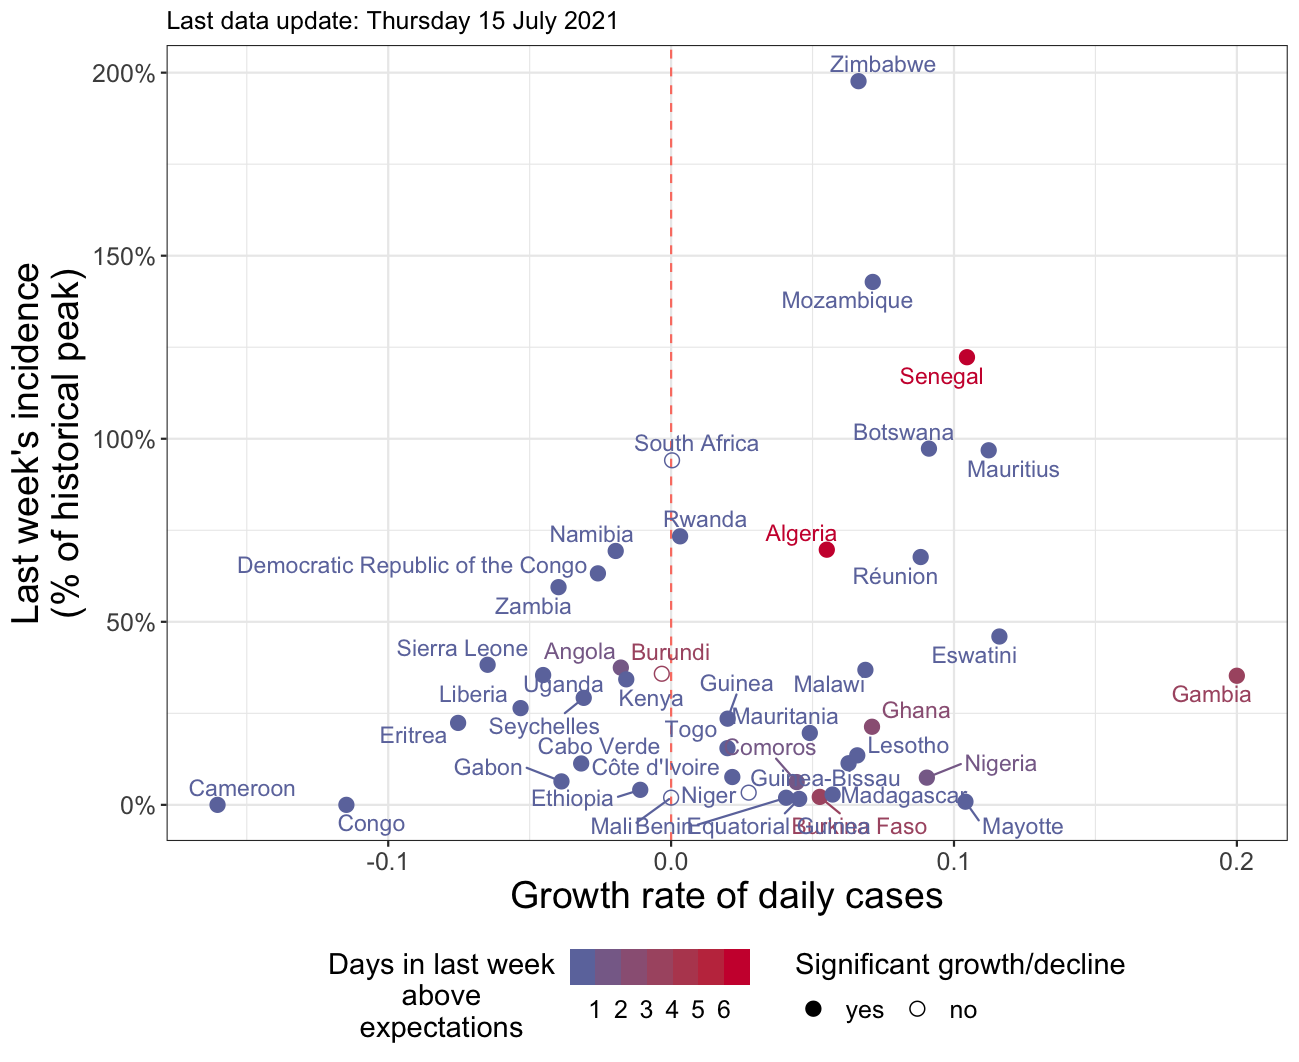 Last data update: Thursday 15 July 2021
Last week's incidence
(% of historical peak)
200%
150%
100%
50%
0%
Zimbabwe
Mozambique
Senegal
Botswana
South Africa
Mauritius
Rwanda
Algeria
Namibia
Democratic Republic of the Congo
Réunion
Zambia
Sierra Leone
Angola
Burundi
Eswatini
Uganda
Guinea
Malawi
Liberia
Kenya
Gambia
Ghana
Mauritania
Seychelles
Togo
Eritrea
Cabo Verde
Comoros
Lesotho
Gabon
Côte d'Ivoire
Guinea-Bissau
Nigeria
Cameroon
Ethiopia
Niger
Madagascar
Congo
Mali
Benin
Equatorial Guinea
Burkina Faso
Mayotte
-0.1
0.0
0.1
0.2
Growth rate of daily cases
Days in last week
above
expectations
1 2 3 4 5 6
Significant growth/decline
yes
no